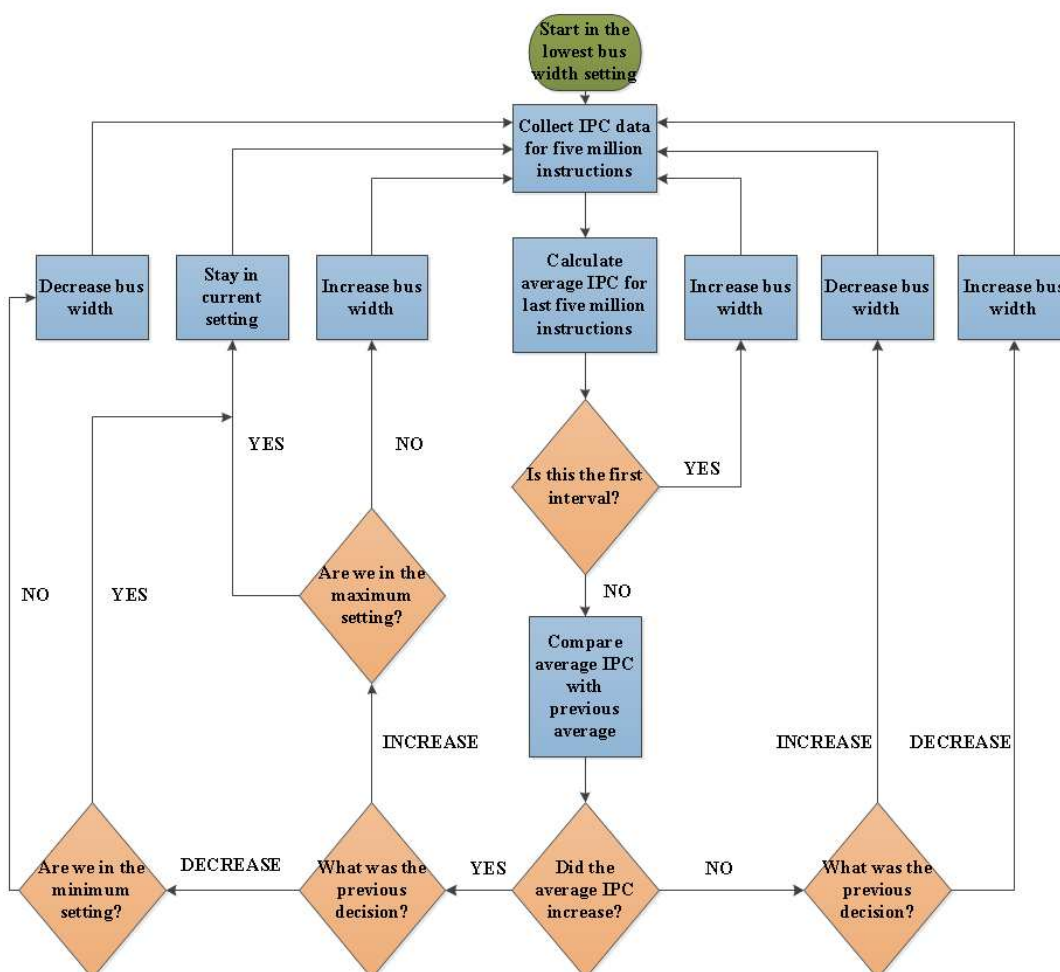 Start in the
lowest bus
width setting
Collect IPC data
for five million
instructions
Decrease bus
width
Stay in
current
setting
Increase bus
width
Calculate
average IPC for
last five million
instructions
Increase bus
width
Decrease bus
width
Increase bus
width
YES
NO
Is this the first
interval?
YES
NO
YES
Are we in the
maximum
setting?
NO
Compare
average IPC
with
previous
average
INCREASE
INCREASE
DECREASE
Are we in the
minimum
setting?
DECREASE
What was the
previous
decision?
YES
Did the
average IPC
increase?
NO
What was the
previous
decision?